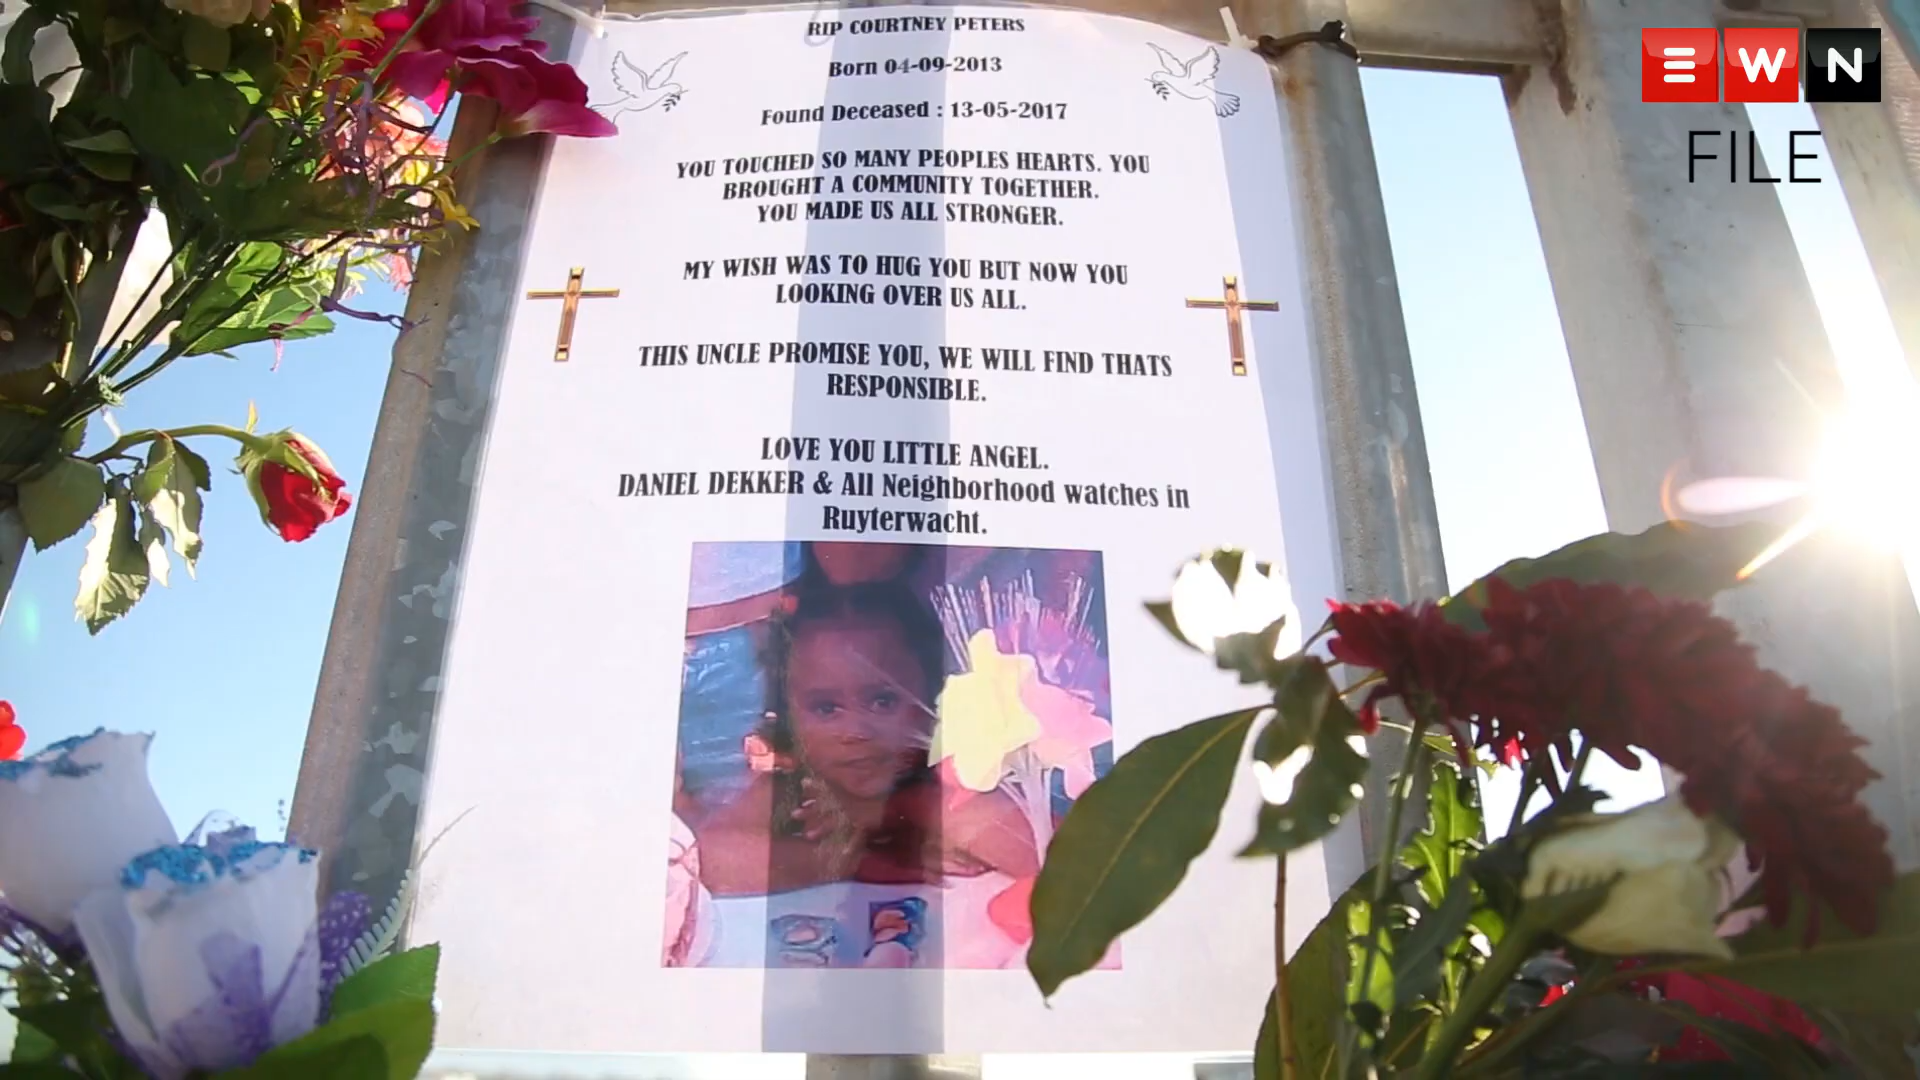 RIP COURTNEY PETERS
Born 04-09-2013
Found Deceased : 13-05-2017
YOU TOUCHED SO MANY PEOPLES HEARTS. YOU
BROUGHT A COMMUNITY TOGETHER.
YOU MADE US ALL STRONGER.
MY WISH WAS TO HUG YOU BUT NOW YOU
LOOKING OVER US ALL.
THIS UNCLE PROMISE YOU, WE WILL FIND THATS
RESPONSIBLE.
LOVE YOU LITTLE ANGEL.
DANIEL DEKKER & All Neighborhood watches in
Ruyterwacht.
EWN
FILE